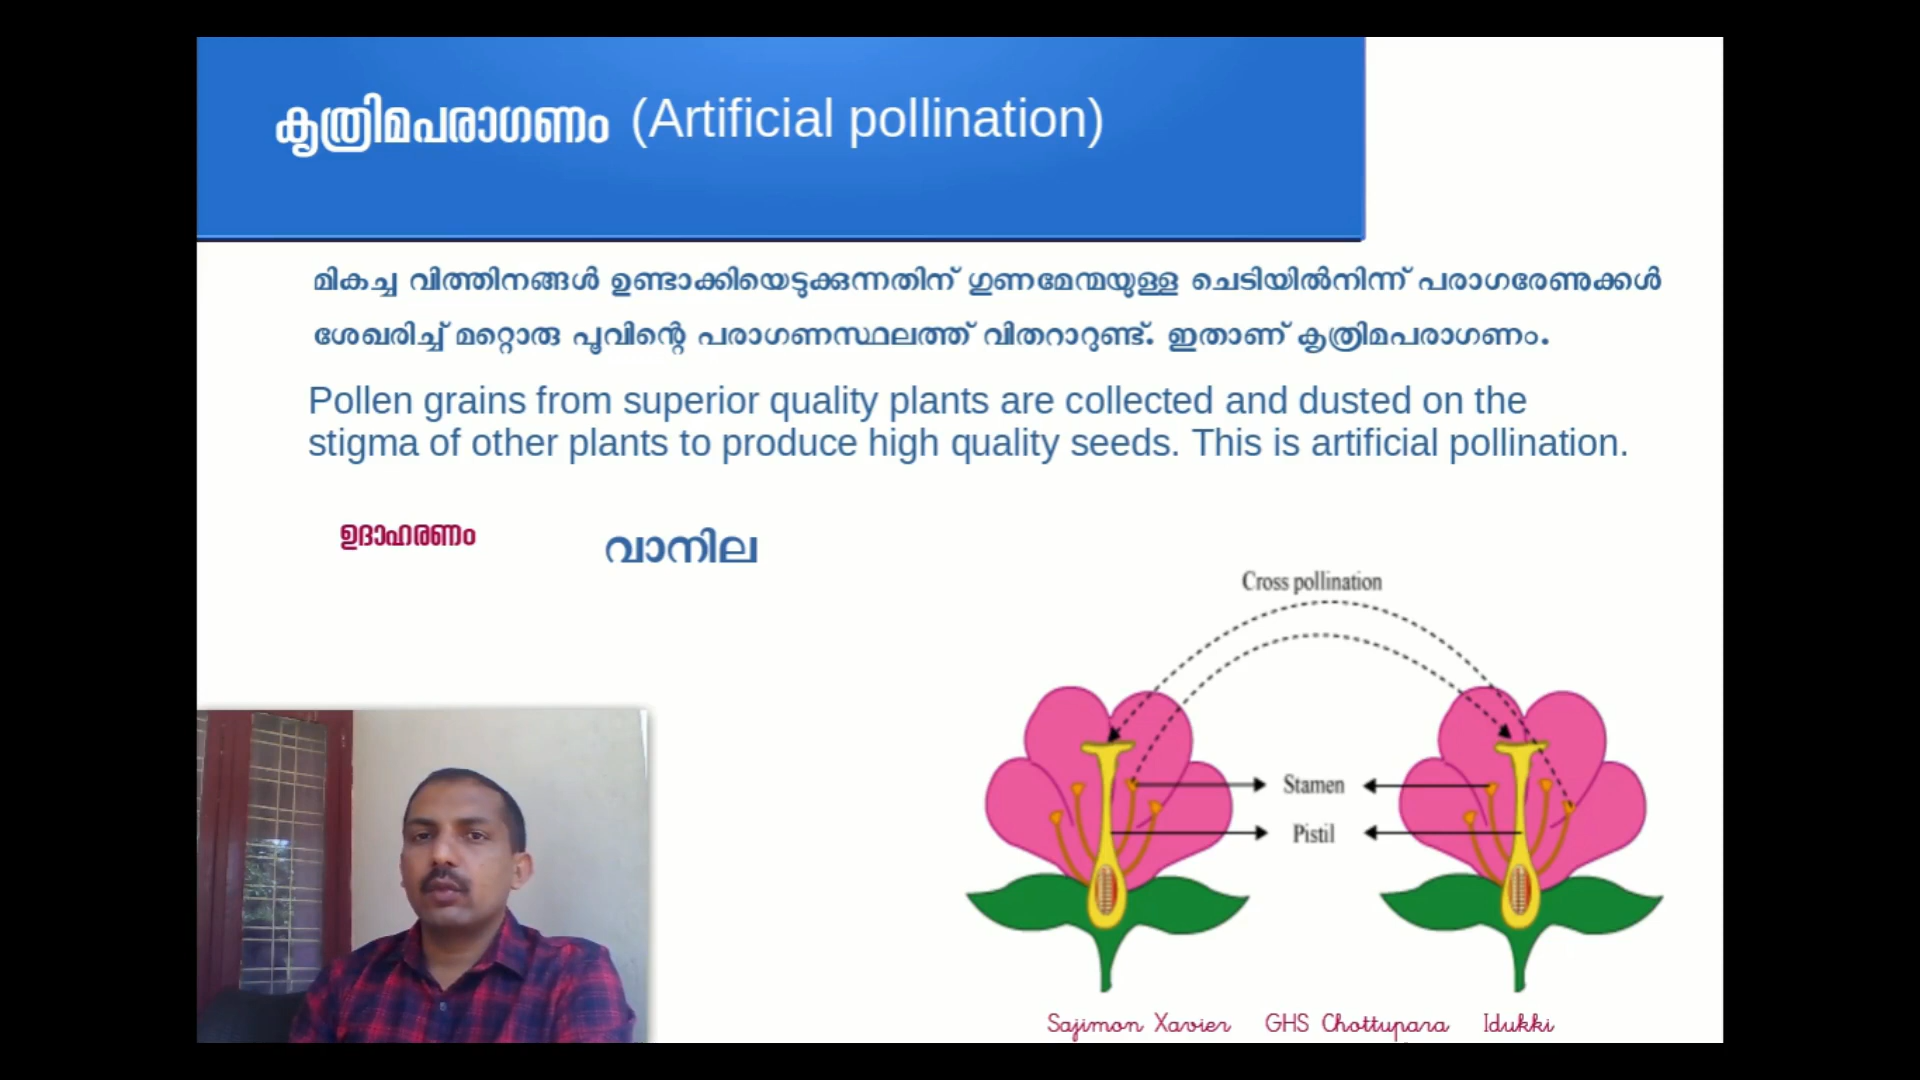 കൃത്രിമപരാഗണം (Artificial pollination)
മികച്ച വിത്തിനങ്ങൾ ഉണ്ടാക്കിയെടുക്കുന്നതിന് ഗുണമേന്മയുള്ള ചെടിയിൽനിന്ന് പരാഗരേണുക്കൾ
ശേഖരിച്ച് മറ്റൊരു പൂവിന്റെ പരാഗണസ്ഥലത്ത് വിതറാറുണ്ട്. ഇതാണ് കൃത്രിമപരാഗണം.
Pollen grains from superior quality plants are collected and dusted on the
stigma of other plants to produce high quality seeds. This is artificial pollination.
ഉദാഹരണം വാനില
Cross pollination
Stamen
Pistil
Sajimon Xavier GHS Chottupara Idukki